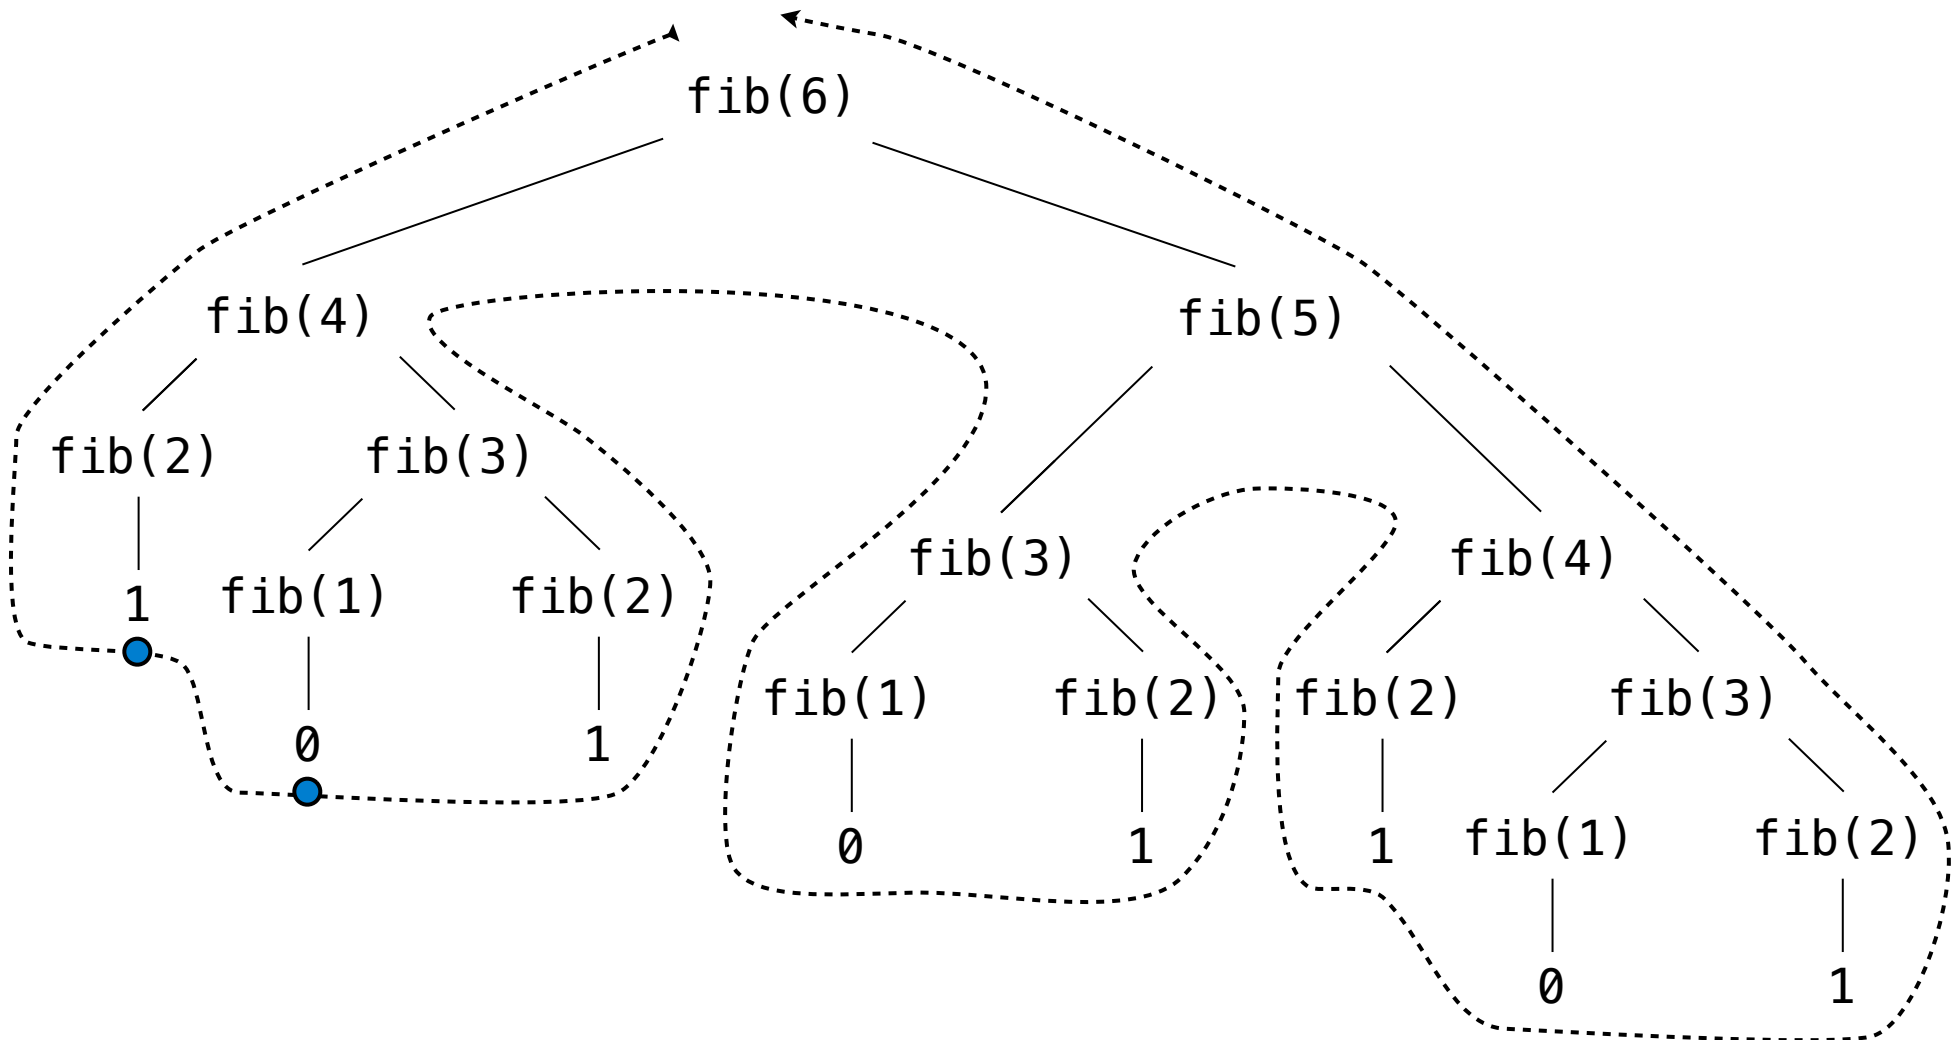 fib(6)
fib(4) fib(5)
fib(2) fib(3)
fib(3) fib(4)
1 fib(1) fib(2)
fib(1) fib(2) fib(2) fib(3)
0 1
0 1 1 fib(1) fib(2)
0 1